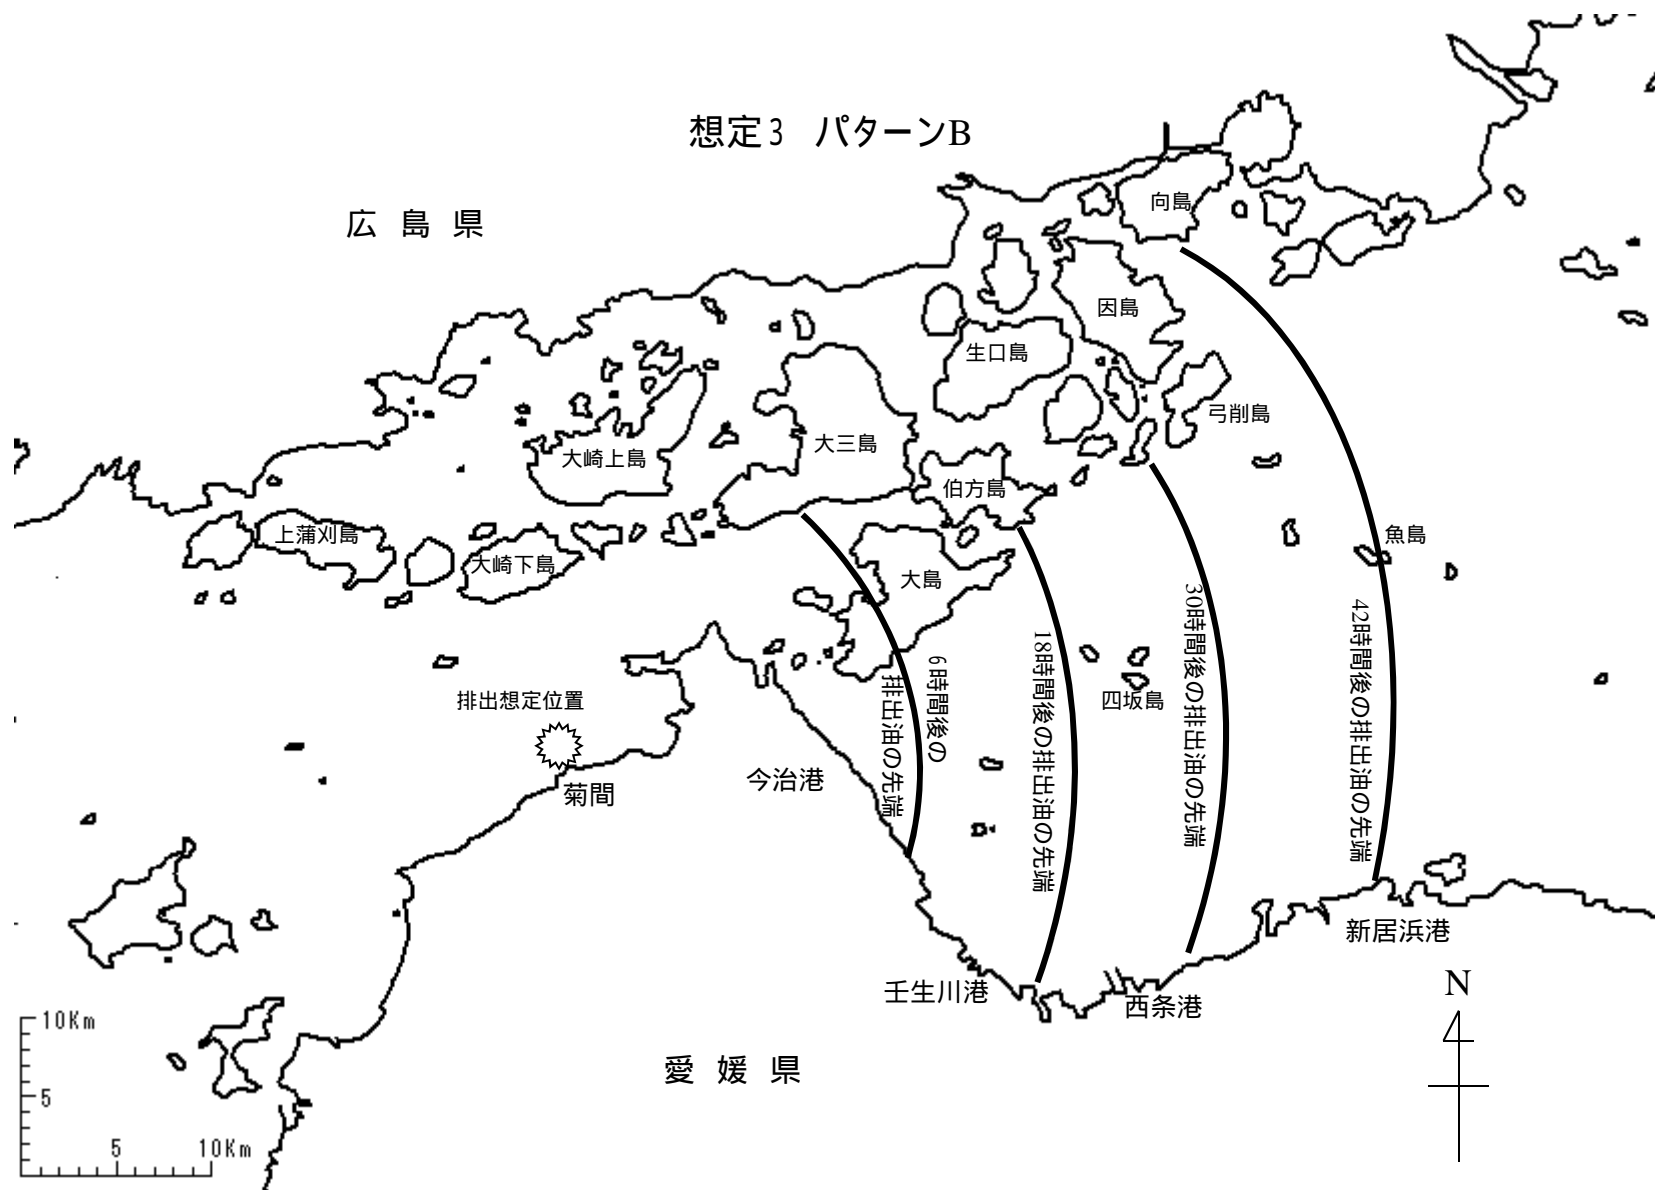 想定3 パターンB
広島県
向島
因島
生口島
弓削島
大三島
大崎上島
伯方島
上蒲刈島
大崎下島
大島
魚島
四坂島
排出想定位置
菊間
今治港
6時間後の
排出油の先端
18時間後の排出油の先端
30時間後の排出油の先端
42時間後の排出油の先端
新居浜港
壬生川港
西条港
愛媛県
N
10Km
5
5
10Km